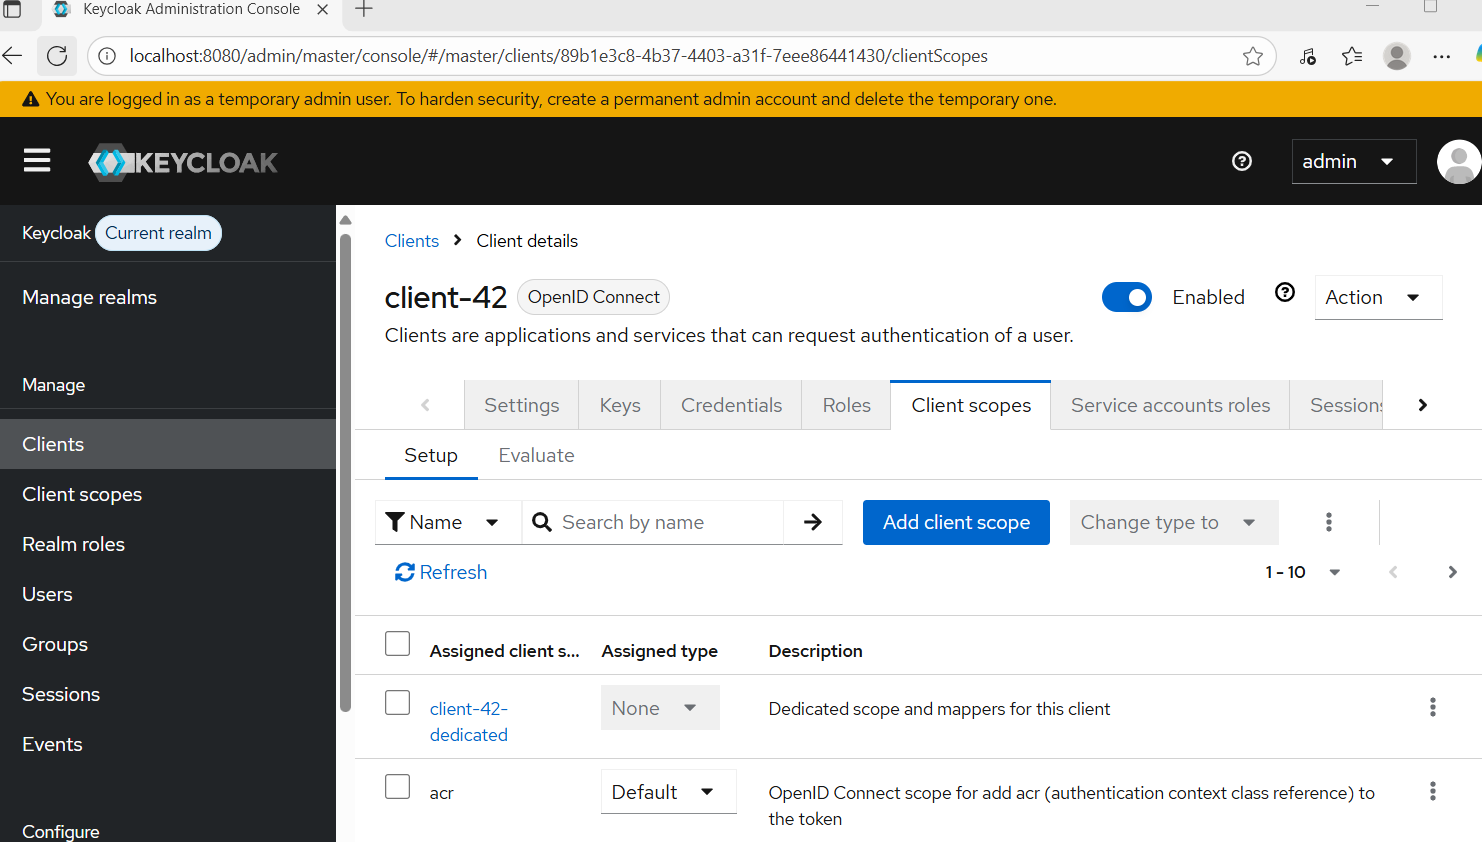 Keycloak Administration Console
localhost:8080/admin/master/console/#/master/clients/89b1e3c8-4b37-4403-a31f-7eee86441430/clientScopes
You are logged in as a temporary admin user. To harden security, create a permanent admin account and delete the temporary one.
KEYCLOAK
admin
Keycloak Current realm
Manage realms
Manage
Clients
Client scopes
Realm roles
Users
Groups
Sessions
Events
Configure
Clients Client details
client-42 OpenID Connect
Enabled
Action
Clients are applications and services that can request authentication of a user.
Settings Keys Credentials Roles Client scopes Service accounts roles Sessions
Setup Evaluate
Name Search by name Add client scope Change type to
Refresh 1 - 10
Assigned client s... Assigned type Description
client-42-
dedicated
None
Dedicated scope and mappers for this client
acr
Default
OpenID Connect scope for add acr (authentication context class reference) to
the token